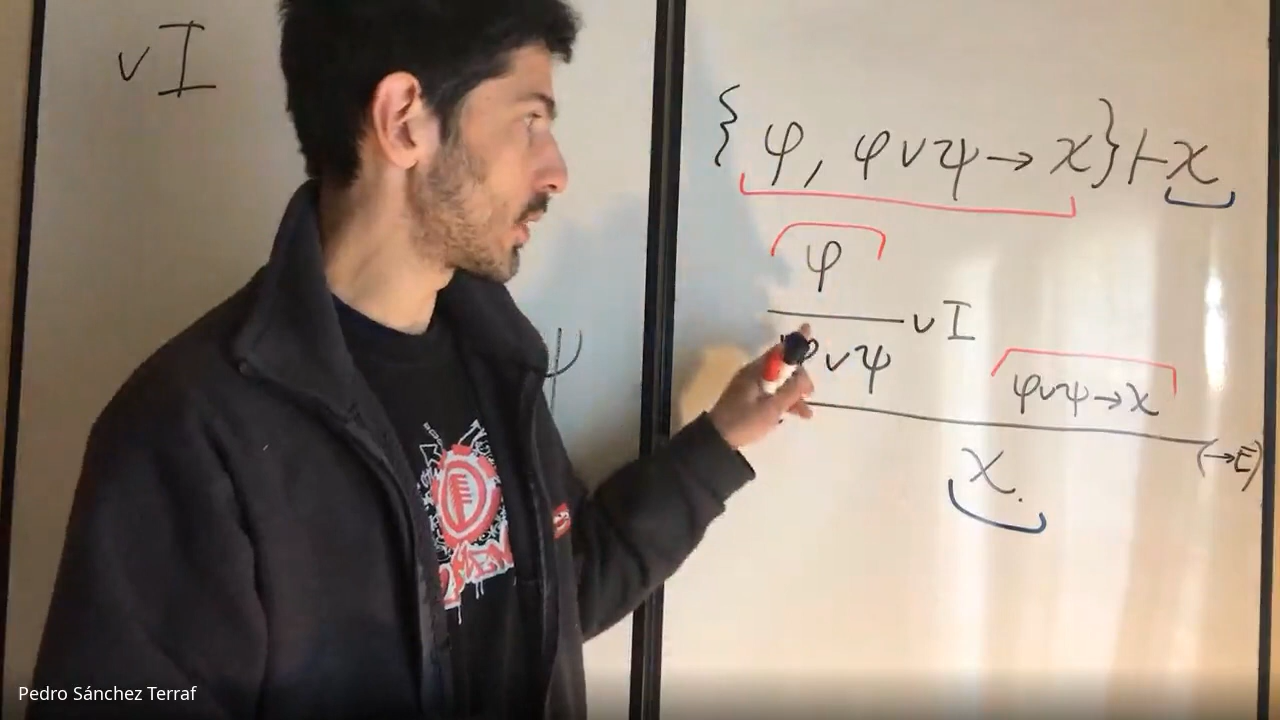 ∨I
{φ, φ∨ψ→χ}⊢χ
φ
∨I
φ∨ψ
φ∨ψ→χ
(→E)
χ.
ψ
Pedro Sánchez Terraf